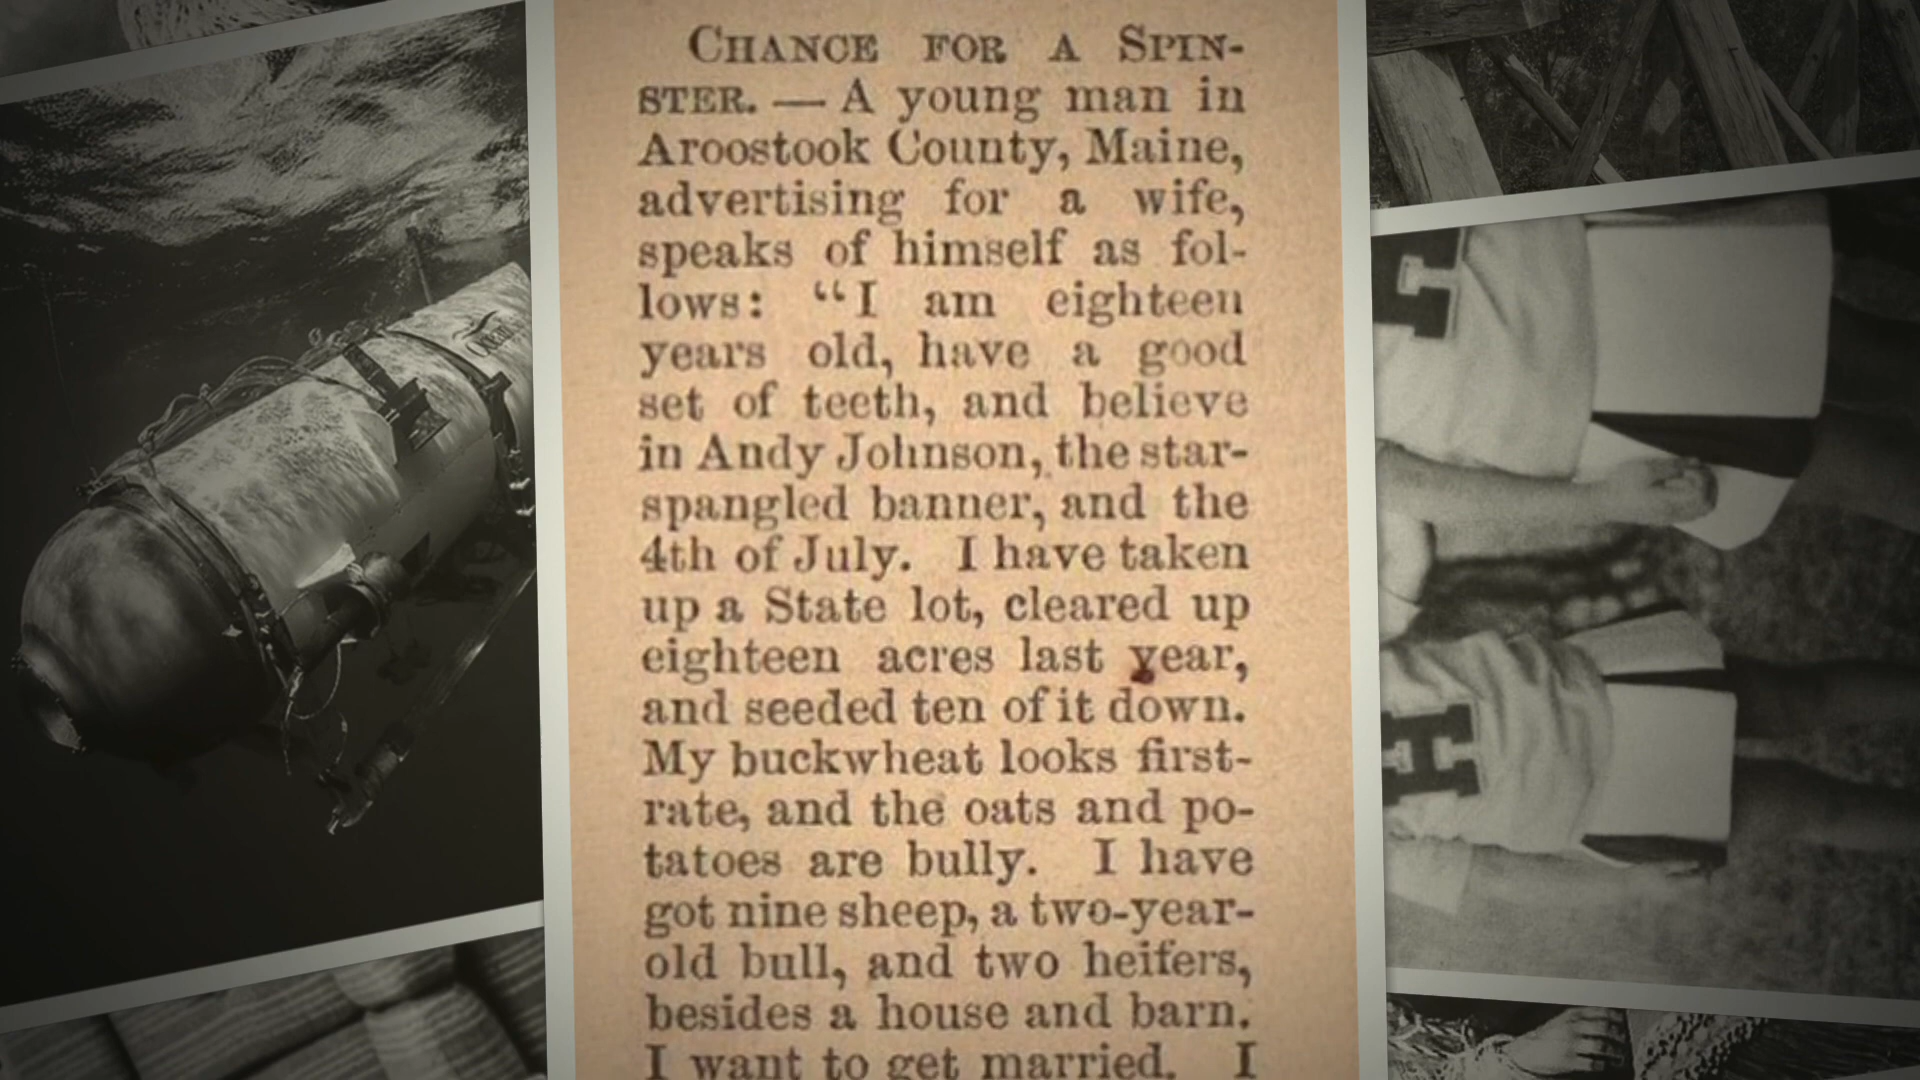 CHANCE FOR A SPIN-
STER. — A young man in
Aroostook County, Maine,
advertising for a wife,
speaks of himself as fol-
lows: “I am eighteen
years old, have a good
set of teeth, and believe
in Andy Johnson, the star-
spangled banner, and the
4th of July. I have taken
up a State lot, cleared up
eighteen acres last year,
and seeded ten of it down.
My buckwheat looks first-
rate, and the oats and po-
tatoes are bully. I have
got nine sheep, a two-year-
old bull, and two heifers,
besides a house and barn.
I want to get married. I
H
H